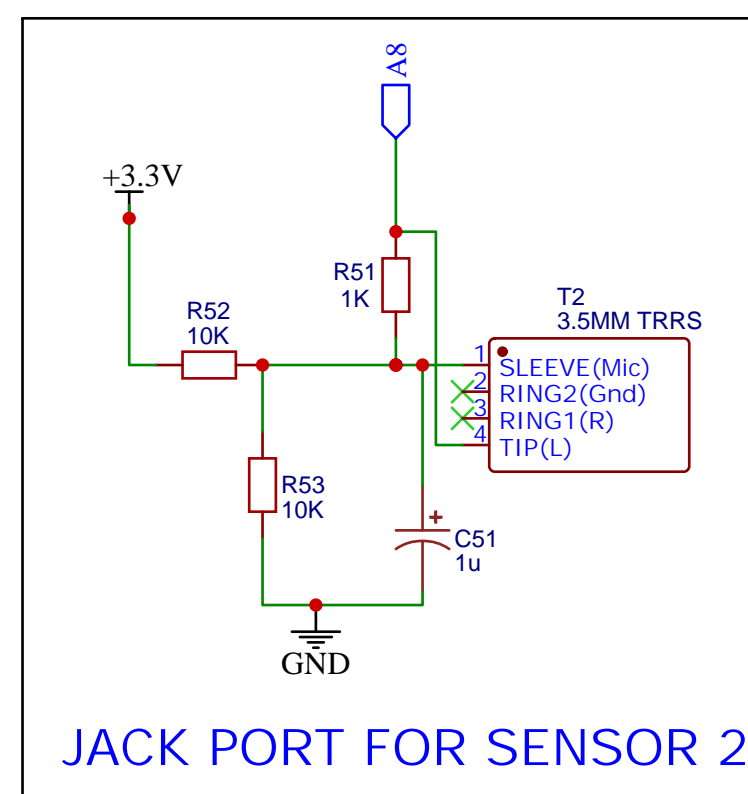 A8
+3.3V
R51
1K
R52
10K
T2
3.5MM TRRS
1
SLEEVE(Mic)
2
RING2(Gnd)
3
RING1(R)
4
TIP(L)
R53
10K
+
C51
1u
GND
JACK PORT FOR SENSOR 2